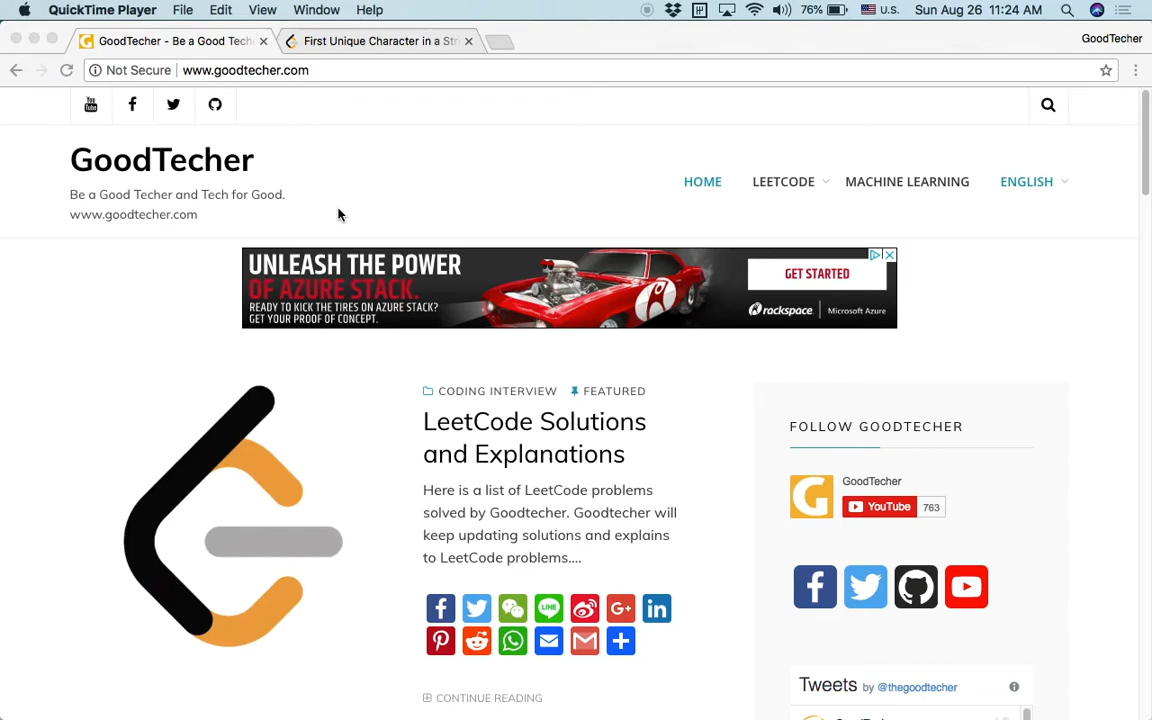 QuickTime Player File Edit View Window Help 76% U.S. Sun Aug 26 11:24 AM
GoodTecher - Be a Good Tech First Unique Character in a Stri GoodTecher
Not Secure | www.goodtecher.com
You Tube
GoodTecher
Be a Good Techer and Tech for Good.
www.goodtecher.com
HOME LEETCODE MACHINE LEARNING ENGLISH
UNLEASH THE POWER
OF AZURE STACK.
READY TO KICK THE TIRES ON AZURE STACK?
GET YOUR PROOF OF CONCEPT.
GET STARTED
rackspace | Microsoft Azure
CODING INTERVIEW FEATURED
LeetCode Solutions
and Explanations
Here is a list of LeetCode problems
solved by Goodtecher. Goodtecher will
keep updating solutions and explains
to LeetCode problems....
LINE G+ in
CONTINUE READING
FOLLOW GOODTECHER
G GoodTecher
YouTube 763
Tweets by @thegoodtecher